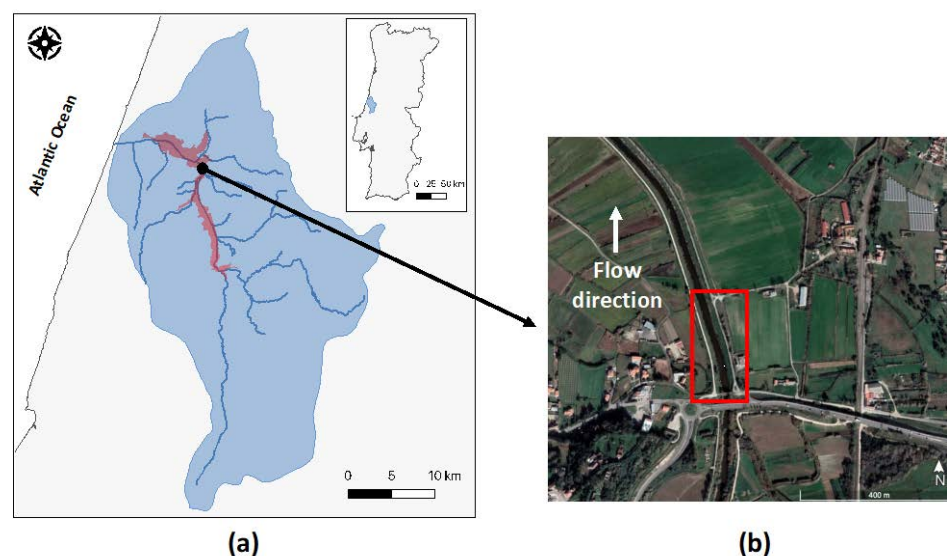 Atlantic Ocean
0 25 50 km
0 5 10 km
(a)
Flow
direction
400 m
N
(b)